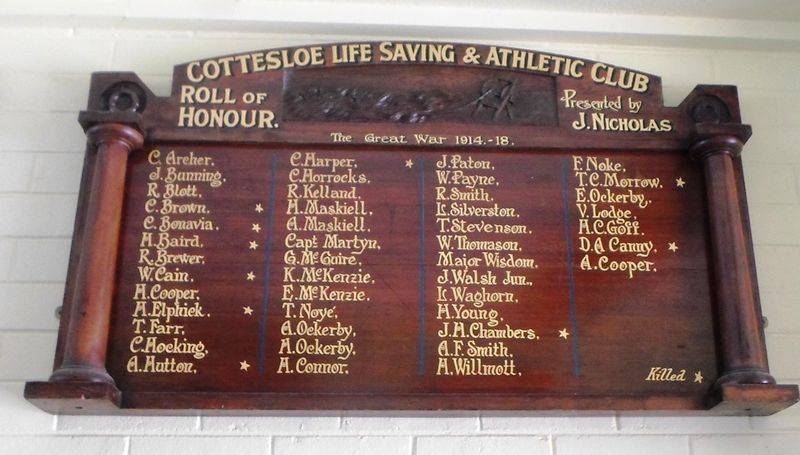 COTTESLOE LIFE SAVING & ATHLETIC CLUB
ROLL OF
HONOUR.
Presented by
J. NICHOLAS
The Great War 1914.-18.
C. Archer.
J. Bunning.
R. Blott.
C. Brown. ★
C. Bonavia. ★
H. Baird. ★
R. Brewer.
W. Cain. ★
H. Cooper.
H. Elphick. ★
T. Farr.
C. Hocking.
A. Hutton. ★
C. Harper. ★
C. Horrocks.
R. Kelland.
H. Maskiell.
A. Maskiell.
Capt Martyn.
G. McGuire.
K. McKenzie.
E. McKenzie.
T. Noye.
A. Ockerby.
H. Ockerby.
A. Connor.
J. Paton.
W. Payne.
R. Smith.
L. Silverston.
T. Stevenson.
W. Thomason.
Major Wisdom.
J. Walsh Jun.
L. Waghorn.
H. Young.
J. H. Chambers. ★
A. F. Smith.
H. Willmott.
F. Noke.
T. C. Morrow. ★
E. Ockerby.
V. Lodge.
H. C. Goff.
D. A Canny. ★
A. Cooper.
Killed ★